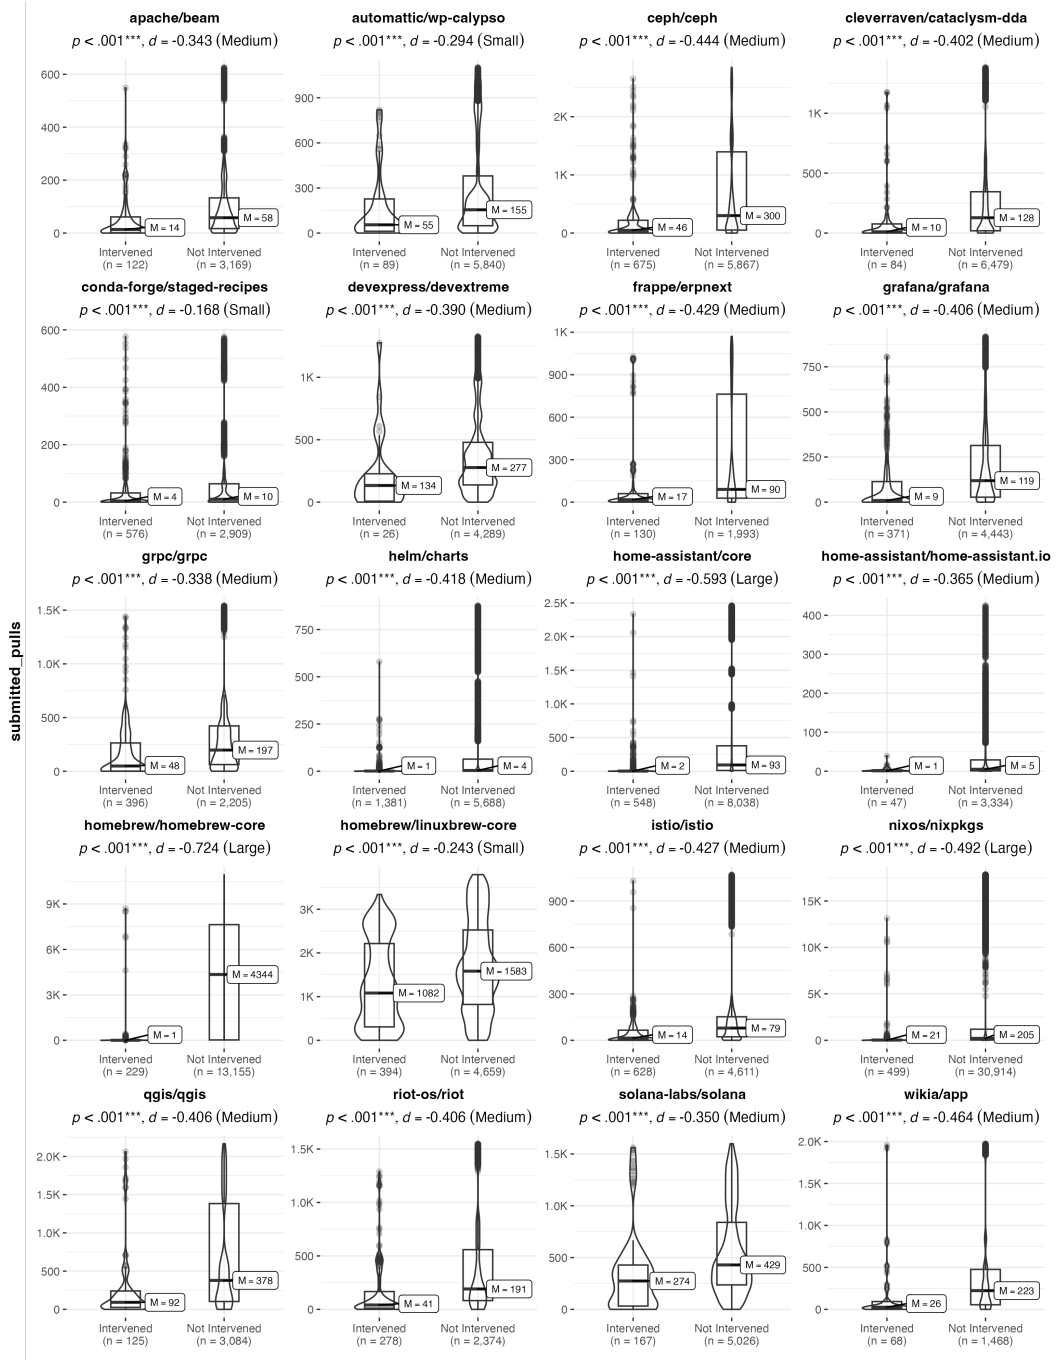 submitted_pulls
apache/beam
p < .001***, d = -0.343 (Medium)
600
400
200
0
M = 14
M = 58
Intervened
(n = 122)
Not Intervened
(n = 3,169)
automattic/wp-calypso
p < .001***, d = -0.294 (Small)
900
600
300
0
M = 55
M = 155
Intervened
(n = 89)
Not Intervened
(n = 5,840)
ceph/ceph
p < .001***, d = -0.444 (Medium)
2K
1K
0
M = 46
M = 300
Intervened
(n = 675)
Not Intervened
(n = 5,867)
cleverraven/cataclysm-dda
p < .001***, d = -0.402 (Medium)
1K
500
0
M = 10
M = 128
Intervened
(n = 84)
Not Intervened
(n = 6,479)
conda-forge/staged-recipes
p < .001***, d = -0.168 (Small)
600
400
200
0
M = 4
M = 10
Intervened
(n = 576)
Not Intervened
(n = 2,909)
devexpress/devextreme
p < .001***, d = -0.390 (Medium)
1K
500
0
M = 134
M = 277
Intervened
(n = 26)
Not Intervened
(n = 4,289)
frappe/erpnext
p < .001***, d = -0.429 (Medium)
1K
900
600
300
0
M = 17
M = 90
Intervened
(n = 130)
Not Intervened
(n = 1,993)
grafana/grafana
p < .001***, d = -0.406 (Medium)
750
500
250
0
M = 9
M = 119
Intervened
(n = 371)
Not Intervened
(n = 4,443)
grpc/grpc
p < .001***, d = -0.338 (Medium)
1.5K
1.0K
500
0
M = 48
M = 197
Intervened
(n = 396)
Not Intervened
(n = 2,205)
helm/charts
p < .001***, d = -0.418 (Medium)
750
500
250
0
M = 1
M = 4
Intervened
(n = 1,381)
Not Intervened
(n = 5,688)
home-assistant/core
p < .001***, d = -0.593 (Large)
2.5K
2.0K
1.5K
1.0K
500
0
M = 2
M = 93
Intervened
(n = 548)
Not Intervened
(n = 8,038)
home-assistant/home-assistant.io
p < .001***, d = -0.365 (Medium)
400
300
200
100
0
M = 1
M = 5
Intervened
(n = 47)
Not Intervened
(n = 3,334)
homebrew/homebrew-core
p < .001***, d = -0.724 (Large)
9K
6K
3K
0
M = 1
M = 4344
Intervened
(n = 229)
Not Intervened
(n = 13,155)
homebrew/linuxbrew-core
p < .001***, d = -0.243 (Small)
3K
2K
1K
0
M = 1082
M = 1583
Intervened
(n = 394)
Not Intervened
(n = 4,659)
istio/istio
p < .001***, d = -0.427 (Medium)
900
600
300
0
M = 14
M = 79
Intervened
(n = 628)
Not Intervened
(n = 4,611)
nixos/nixpkgs
p < .001***, d = -0.492 (Large)
15K
10K
5K
0
M = 21
M = 205
Intervened
(n = 499)
Not Intervened
(n = 30,914)
qgis/qgis
p < .001***, d = -0.406 (Medium)
2.0K
1.5K
1.0K
500
0
M = 92
M = 378
Intervened
(n = 125)
Not Intervened
(n = 3,084)
riot-os/riot
p < .001***, d = -0.406 (Medium)
1.5K
1.0K
500
0
M = 41
M = 191
Intervened
(n = 278)
Not Intervened
(n = 2,374)
solana-labs/solana
p < .001***, d = -0.350 (Medium)
1.5K
1.0K
500
0
M = 274
M = 429
Intervened
(n = 167)
Not Intervened
(n = 5,026)
wikia/app
p < .001***, d = -0.464 (Medium)
2.0K
1.5K
1.0K
500
0
M = 26
M = 223
Intervened
(n = 68)
Not Intervened
(n = 1,468)